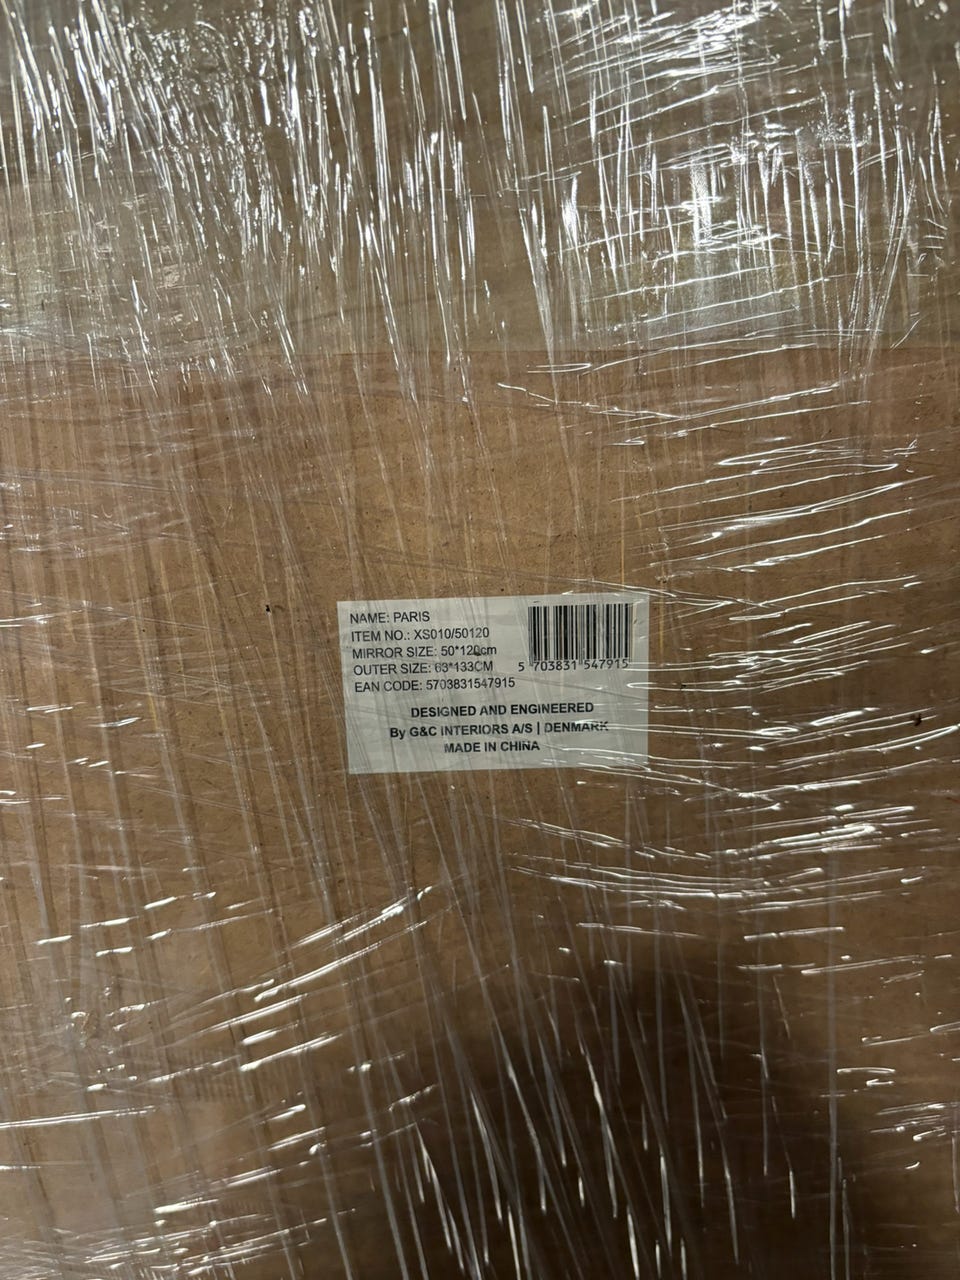 NAME: PARIS
ITEM NO.: XS010/50120
MIRROR SIZE: 50*120cm
OUTER SIZE: 63*133CM
EAN CODE: 5703831547915
5 703831 547915
DESIGNED AND ENGINEERED
By G&C INTERIORS A/S | DENMARK
MADE IN CHINA